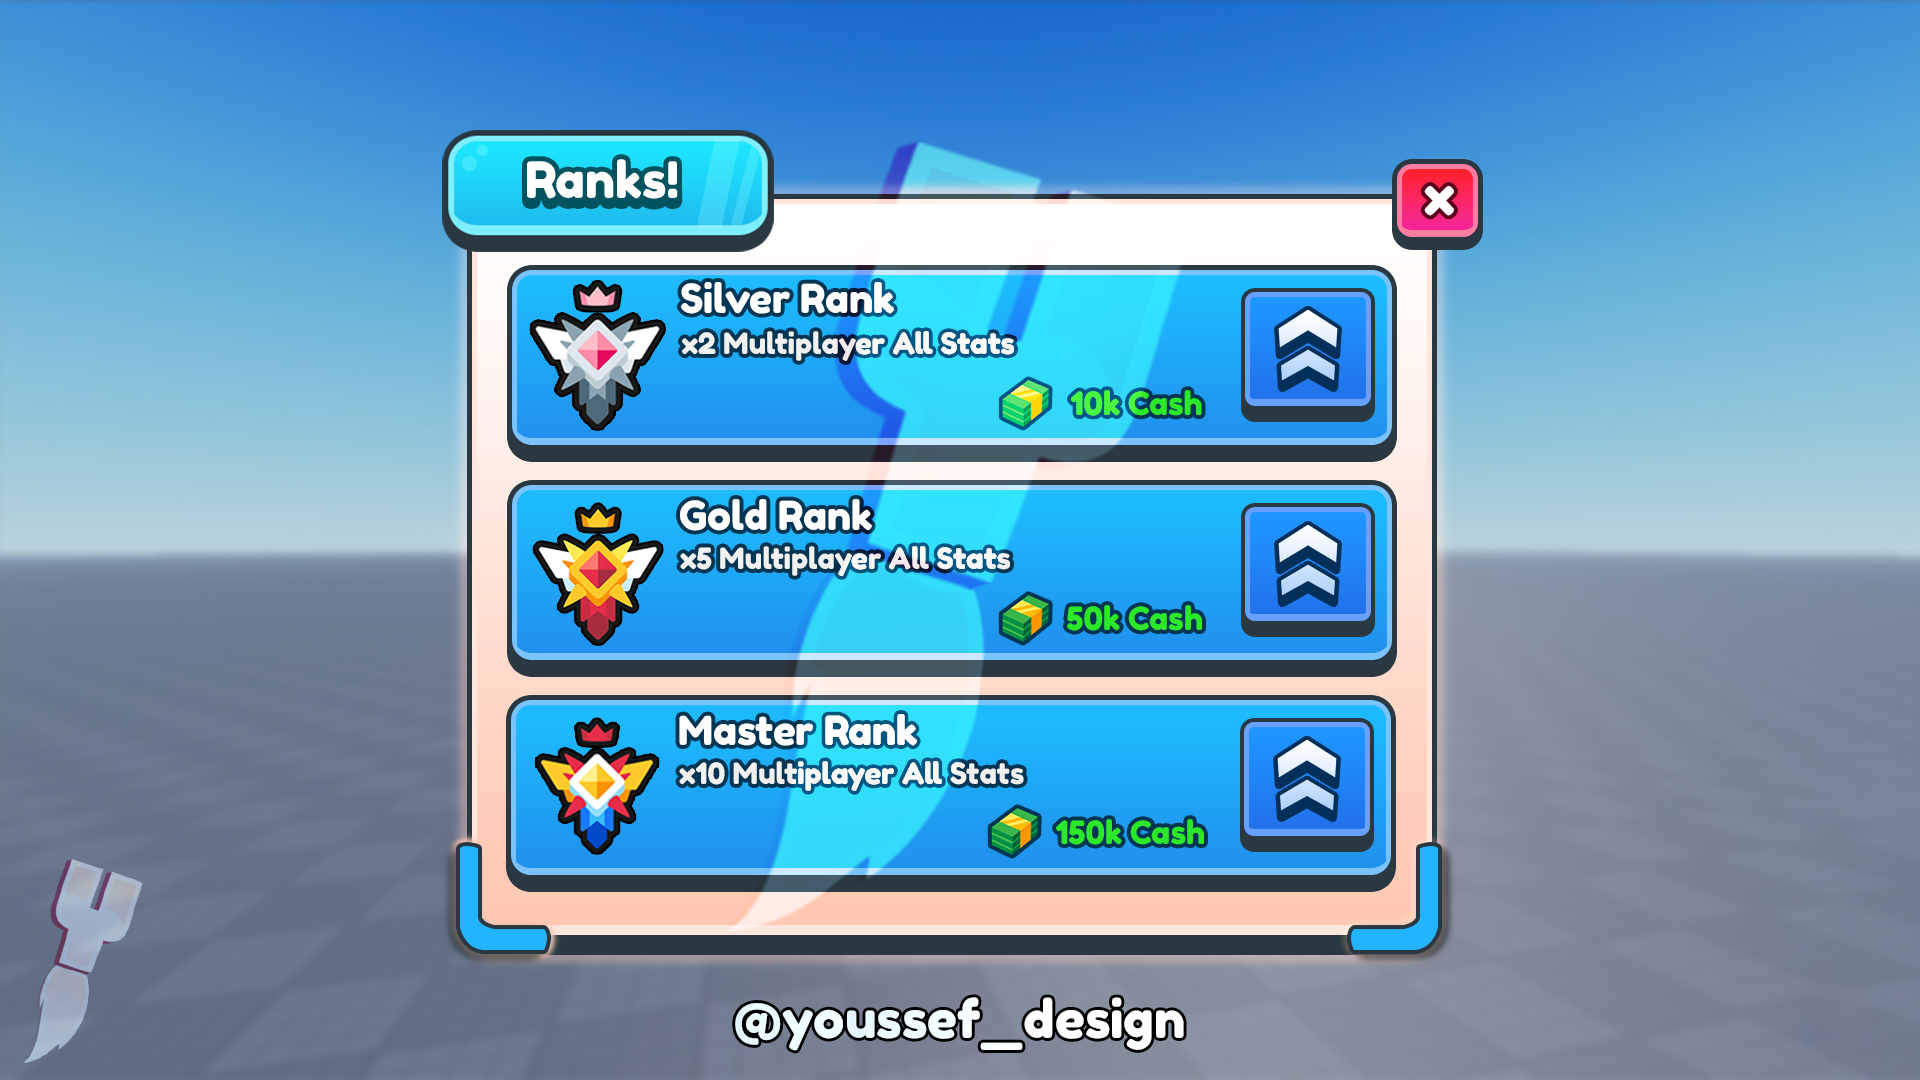 Ranks!
Silver Rank
x2 Multiplayer All Stats
10k Cash
Gold Rank
x5 Multiplayer All Stats
50k Cash
Master Rank
x10 Multiplayer All Stats
150k Cash
@youssef_design